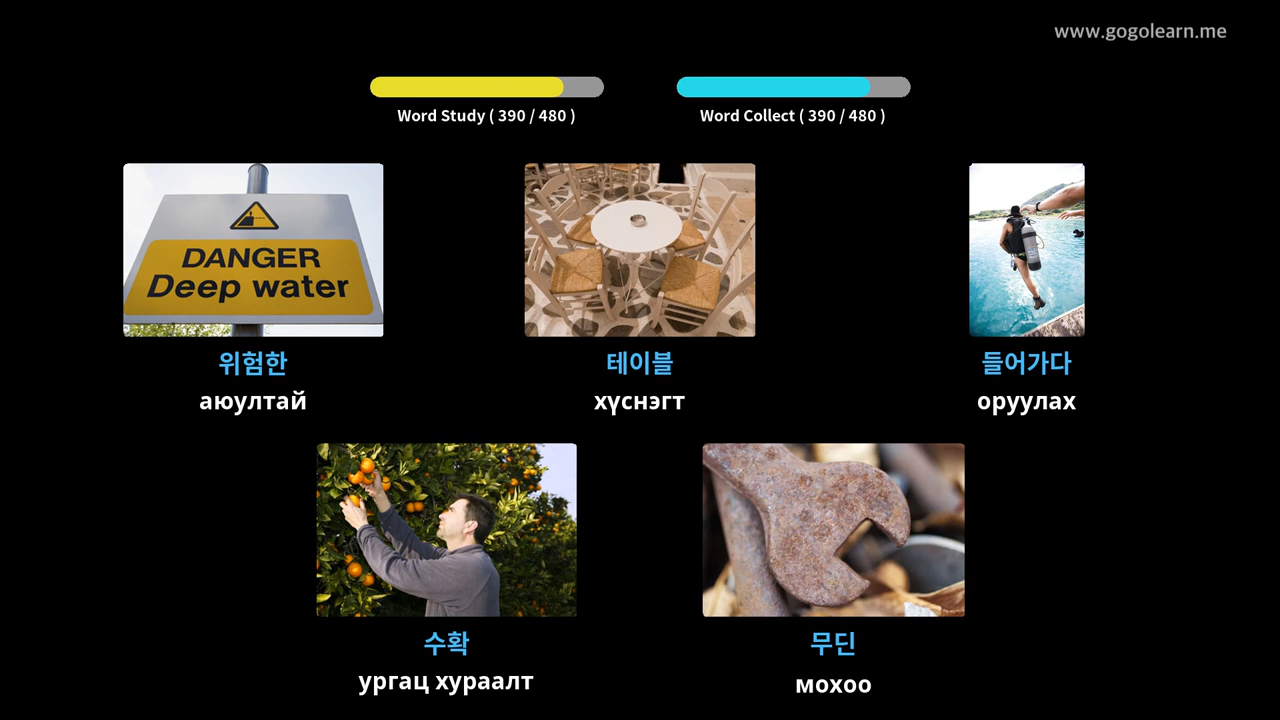 www.gogolearn.me
Word Study ( 390 / 480 )
Word Collect ( 390 / 480 )
DANGER
Deep water
위험한
аюултай
테이블
хүснэгт
들어가다
оруулах
수확
ургац хураалт
무딘
мохоо